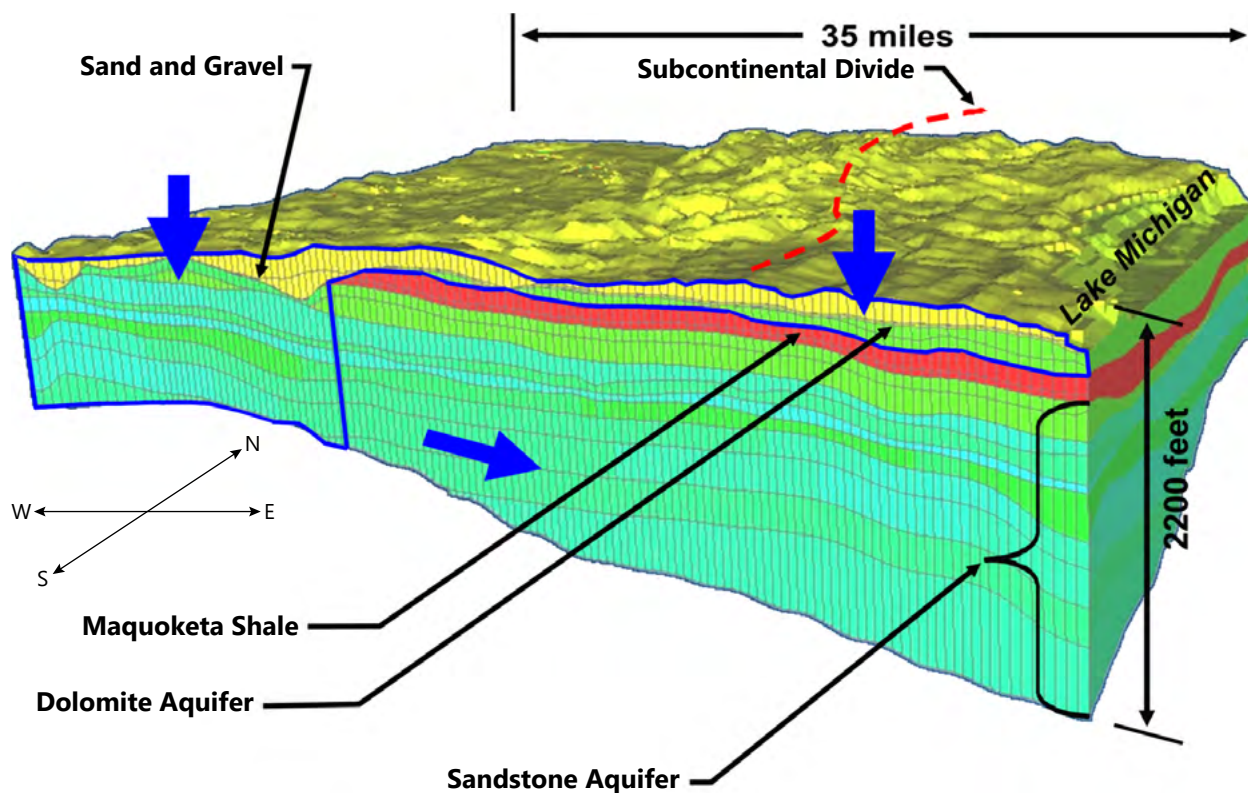 35 miles
Sand and Gravel
Subcontinental Divide
Lake Michigan
N
W
E
S
2200 feet
Maquoketa Shale
Dolomite Aquifer
Sandstone Aquifer